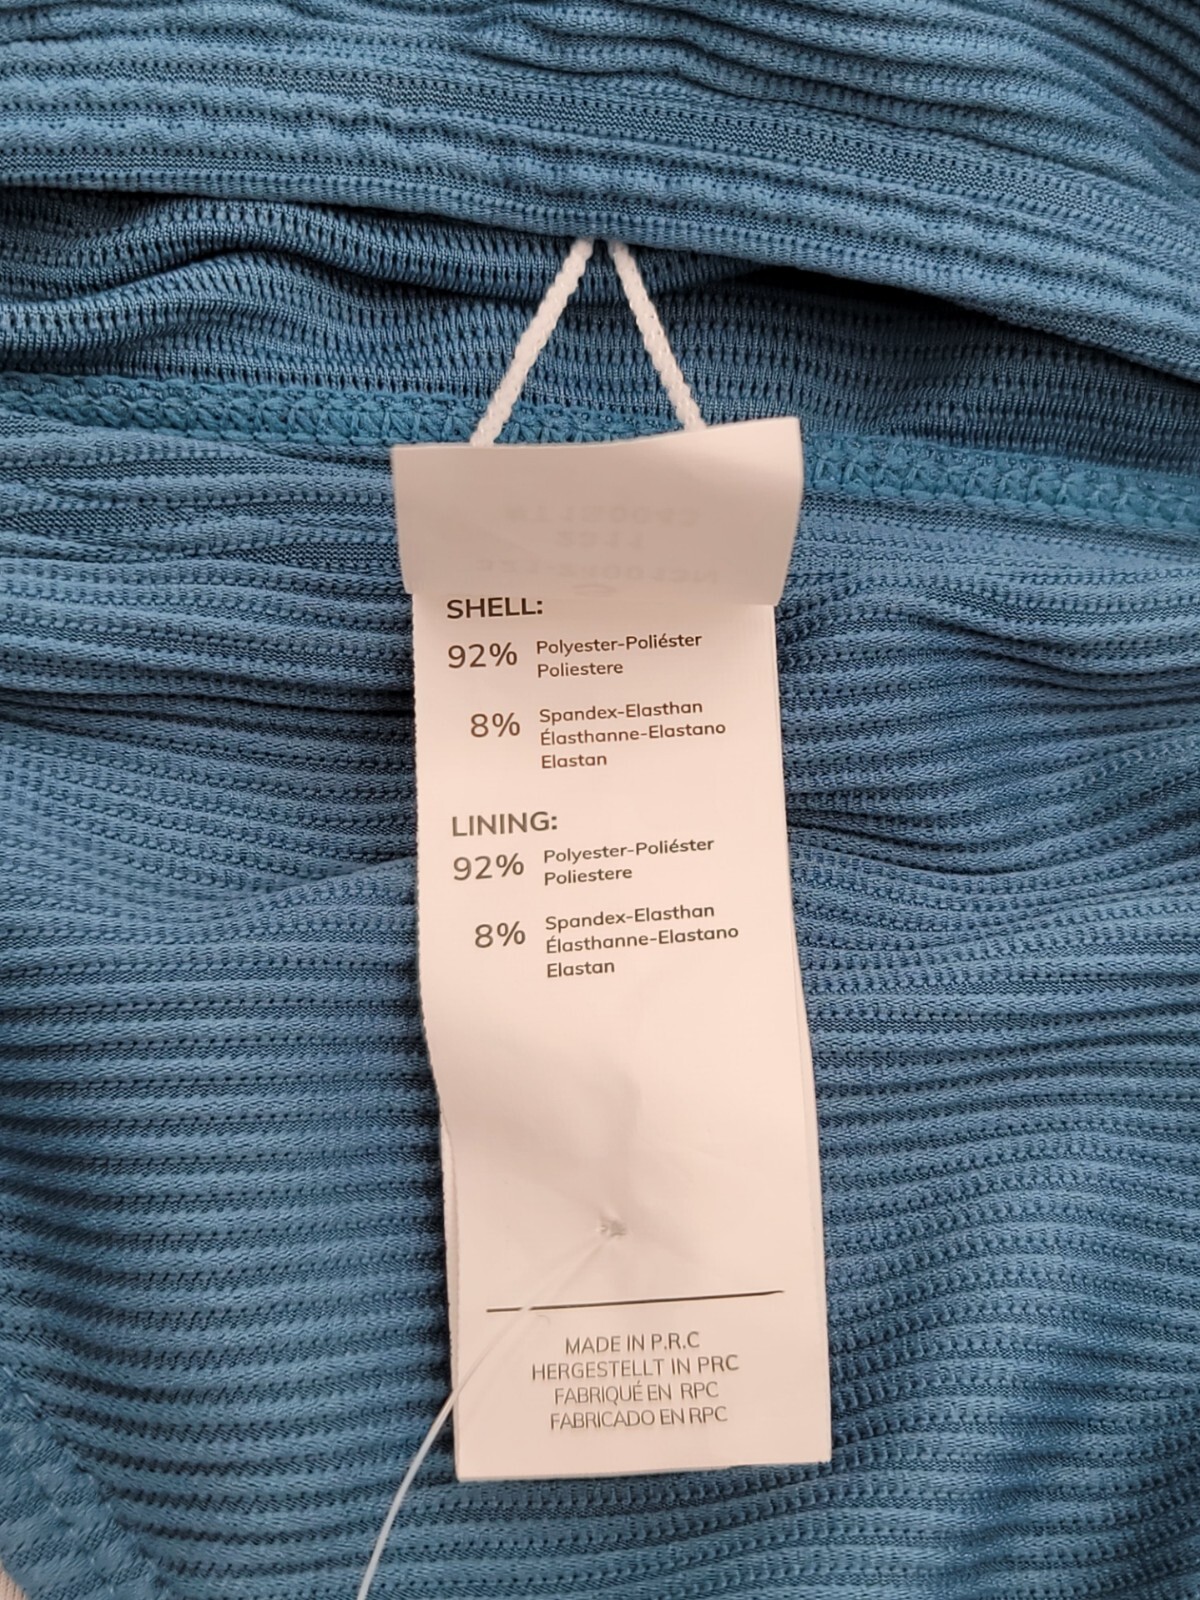 SHELL:
92% Polyester-Poliéster
Poliestere
8% Spandex-Elasthan
Élasthanne-Elastano
Elastan
LINING:
92% Polyester-Poliéster
Poliestere
8% Spandex-Elasthan
Élasthanne-Elastano
Elastan
MADE IN P.R.C
HERGESTELLT IN PRC
FABRIQUÉ EN RPC
FABRICADO EN RPC